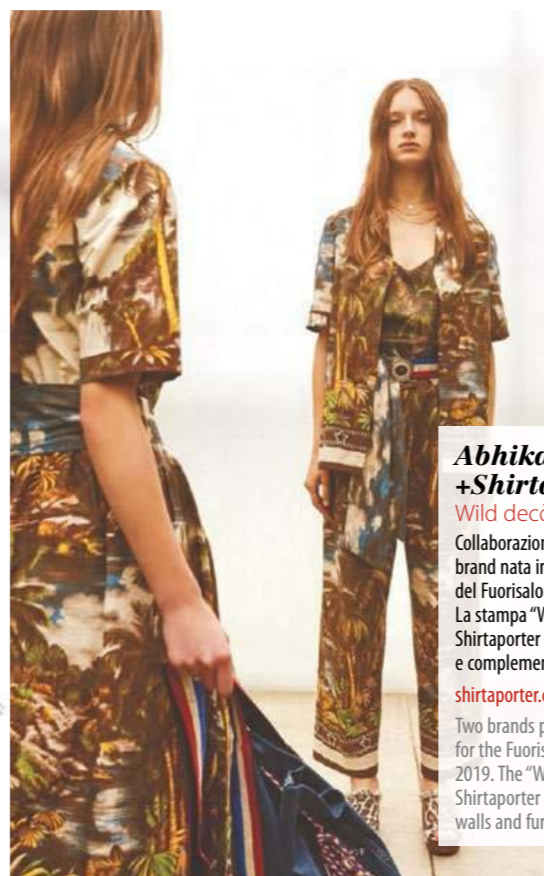 Abhika
+Shirta
Wild decò
Collaborazion
brand nata in
del Fuorisalo
La stampa “W
Shirtaporter
e complemen
shirtaporter.c
Two brands p
for the Fuoris
2019. The “W
Shirtaporter
walls and fur